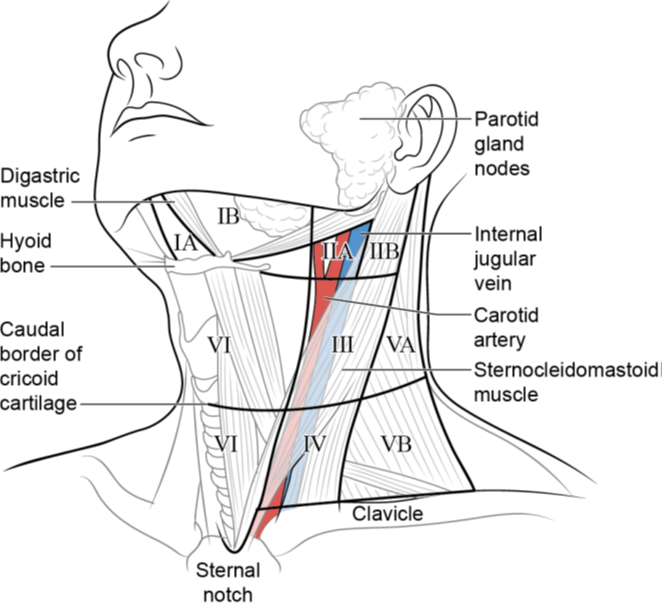 Parotid
gland
nodes
Digastric
muscle
IB
IA
Hyoid
bone
IIA
IIB
Internal
jugular
vein
Carotid
artery
Caudal
border of
cricoid
cartilage
VI
III
VA
Sternocleidomastoid
muscle
VI
IV
VB
Clavicle
Sternal
notch